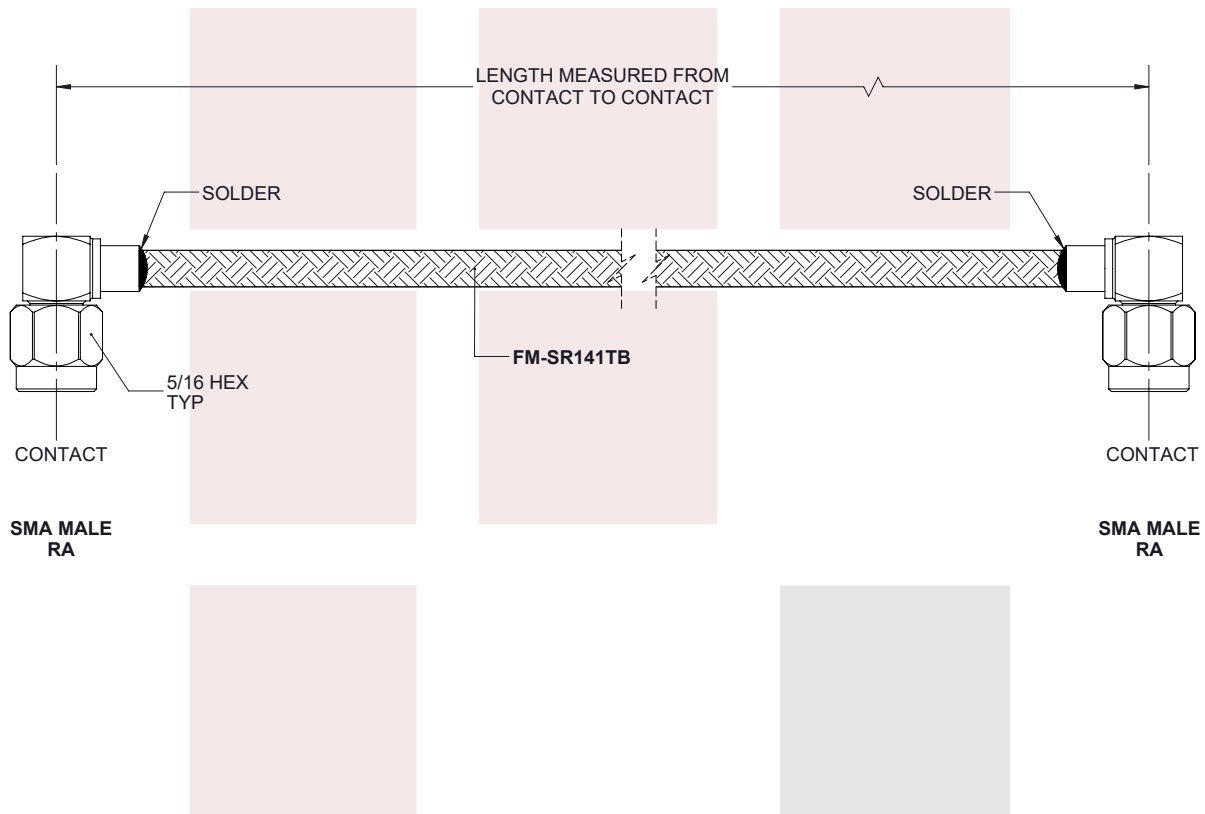 LENGTH MEASURED FROM
CONTACT TO CONTACT
SOLDER
SOLDER
FM-SR141TB
5/16 HEX
TYP
CONTACT
CONTACT
SMA MALE
RA
SMA MALE
RA